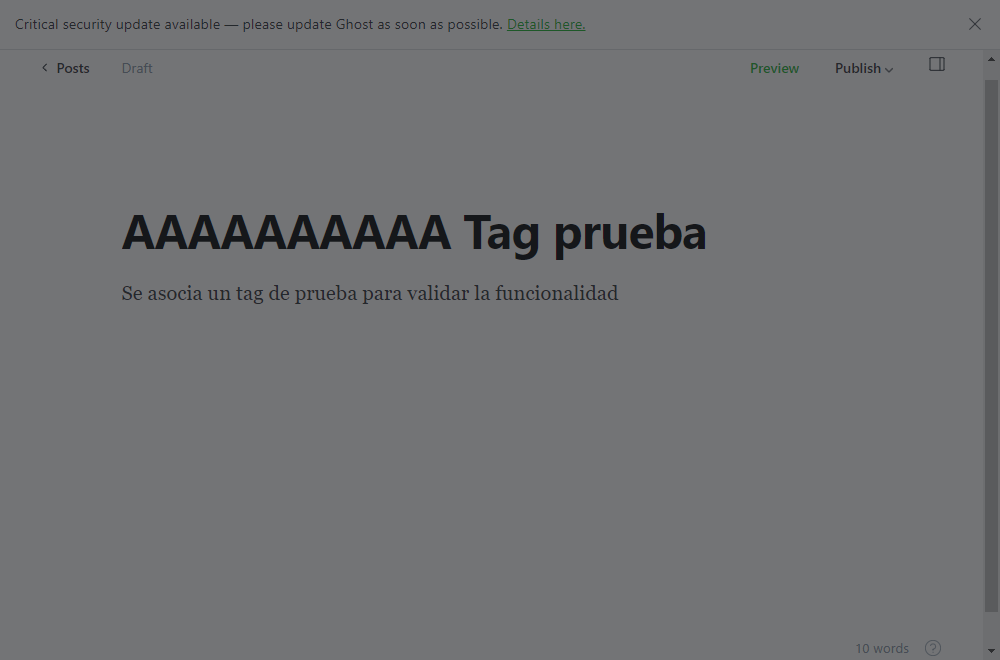 Critical security update available — please update Ghost as soon as possible. Details here.
Posts Draft Preview Publish
AAAAAAAAAA Tag prueba
Se asocia un tag de prueba para validar la funcionalidad
10 words ?